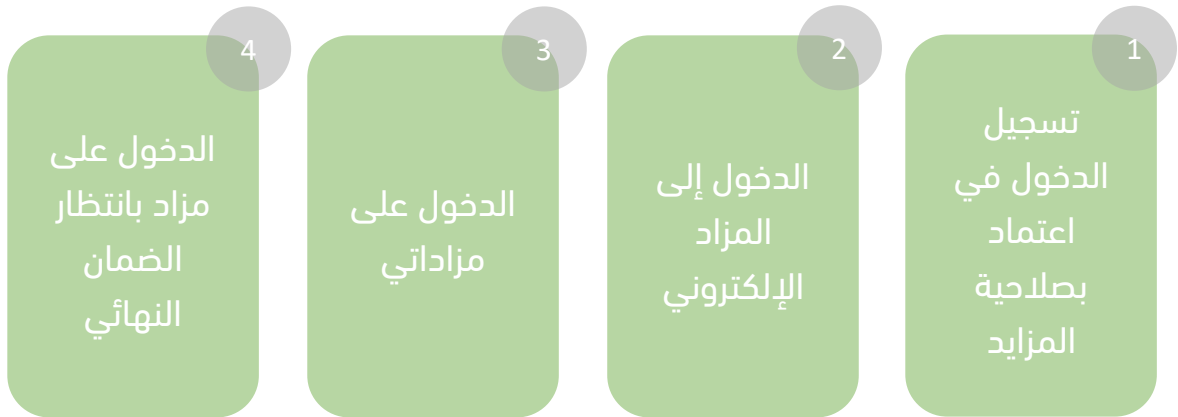 1
تسجيل
الدخول في
اعتماد
بصلاحية
المزايد
2
الدخول إلى
المزاد
الإلكتروني
3
الدخول على
مزاداتي
4
الدخول على
مزاد بانتظار
الضمان
النهائي